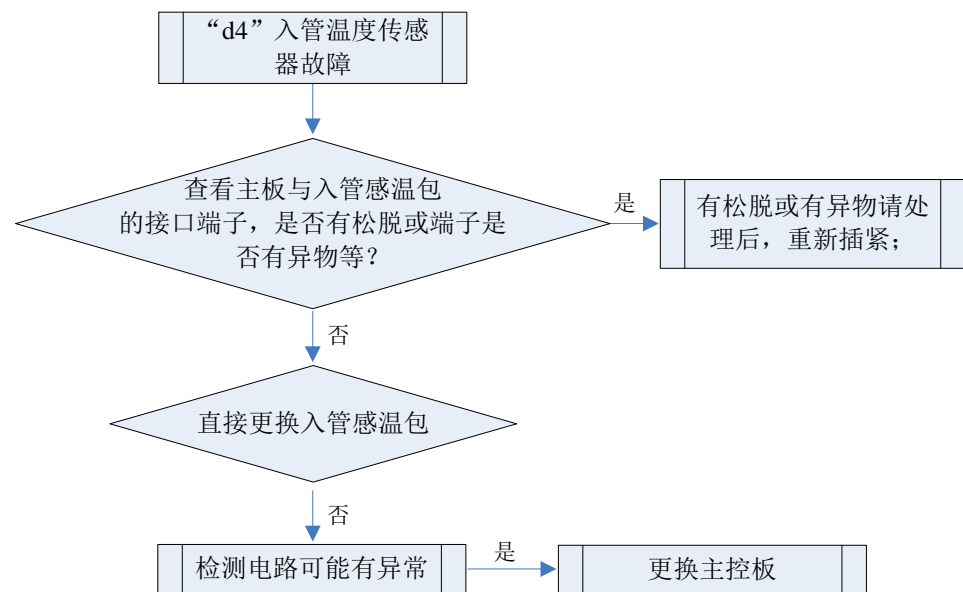 “d4”入管温度传感
器故障
查看主板与入管感温包
的接口端子，是否有松脱或端子是
否有异物等？
是
有松脱或有异物请处
理后，重新插紧；
否
直接更换入管感温包
否
检测电路可能有异常
是
更换主控板